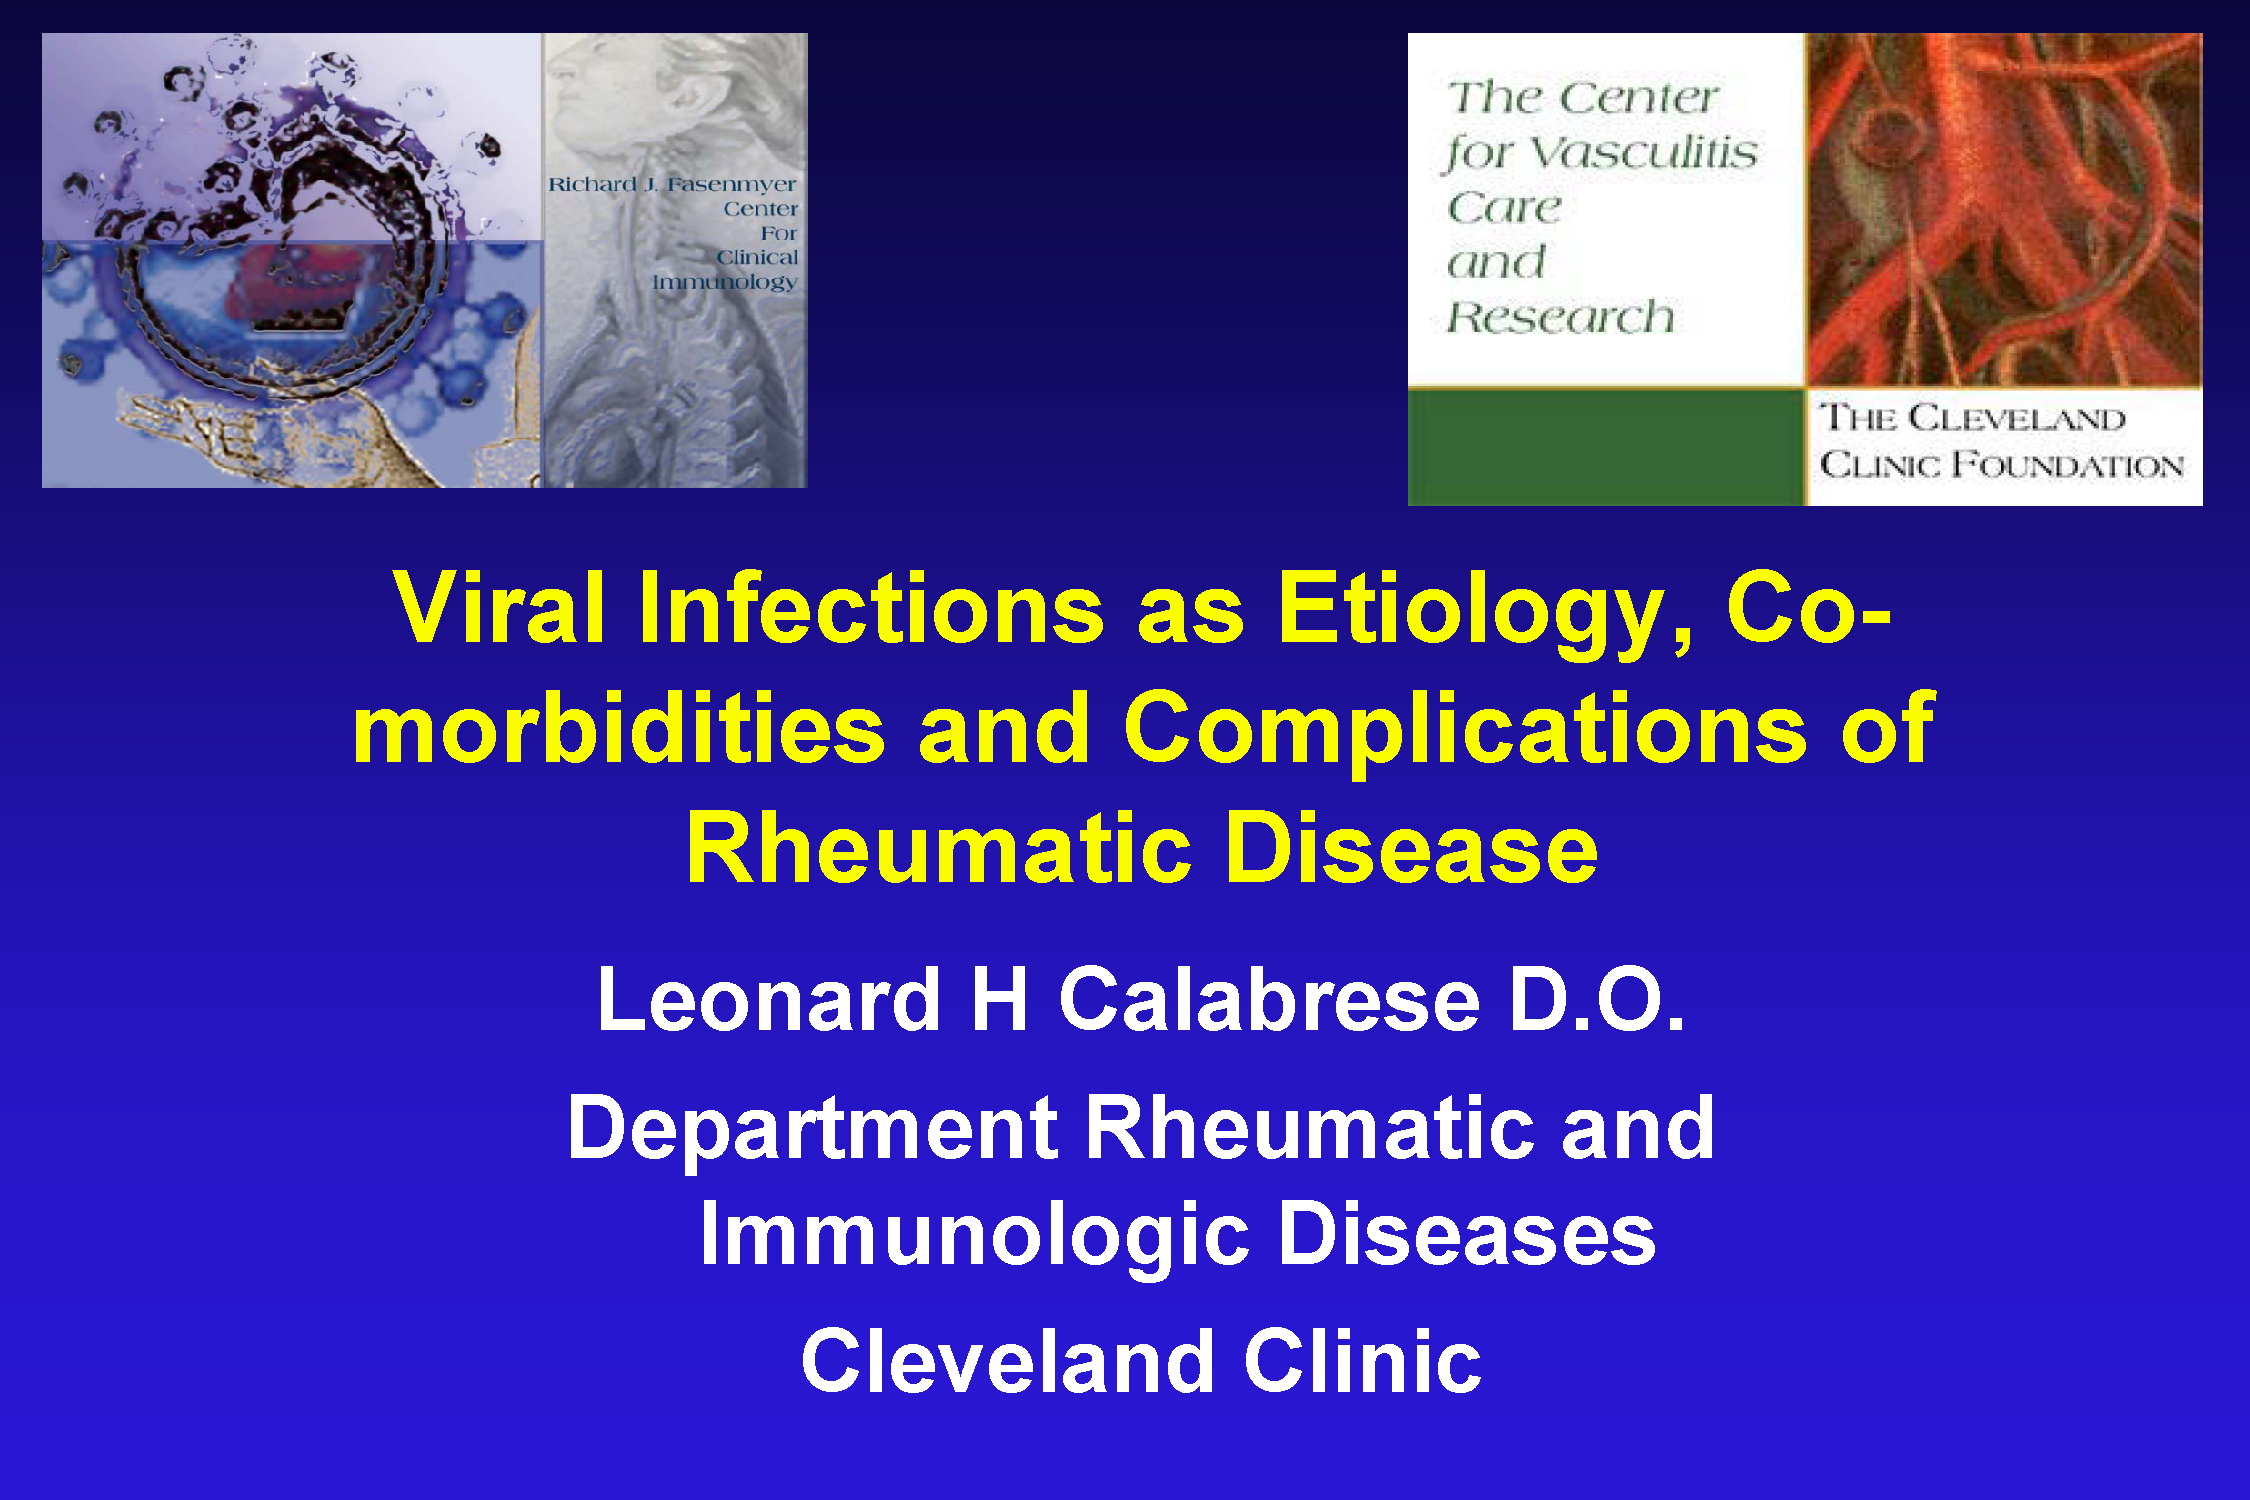 Richard J. Fasenmyer
Center
For
Clinical
Immunology
The Center
for Vasculitis
Care
and
Research
THE CLEVELAND
CLINIC FOUNDATION
Viral Infections as Etiology, Co-
morbidities and Complications of
Rheumatic Disease
Leonard H Calabrese D.O.
Department Rheumatic and
Immunologic Diseases
Cleveland Clinic